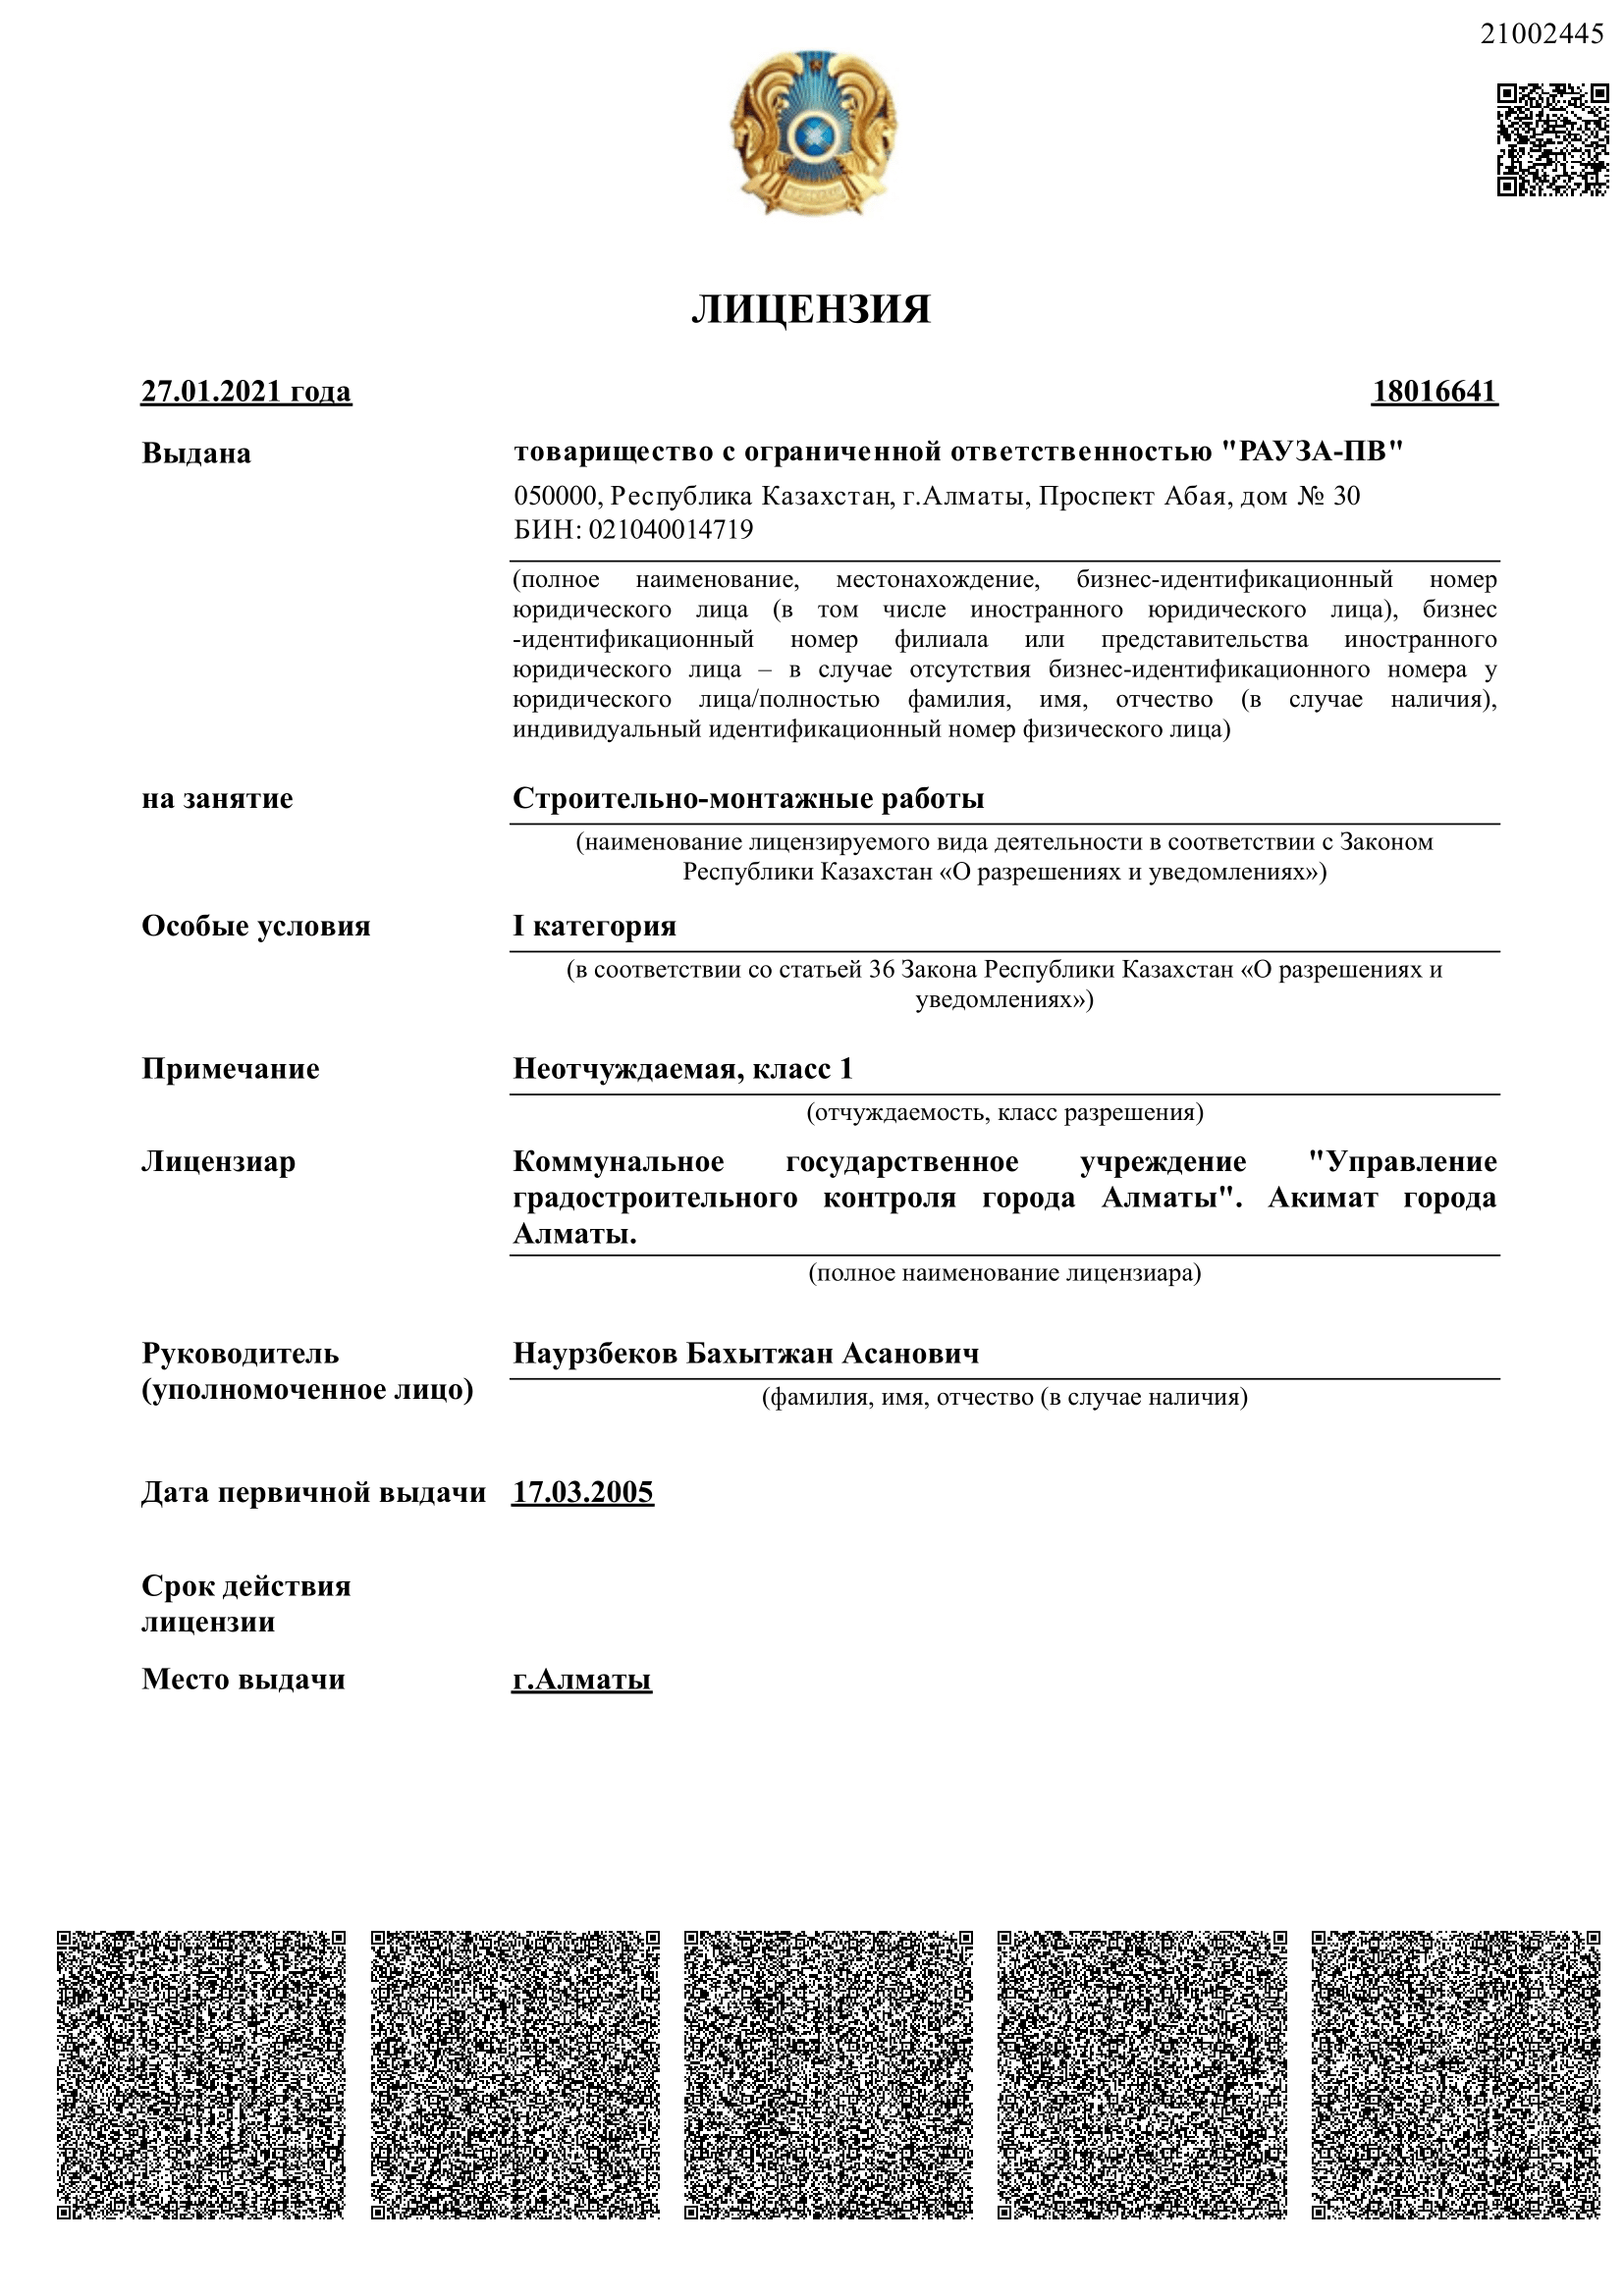 21002445
ЛИЦЕНЗИЯ
27.01.2021 года 18016641
Выдана товарищество с ограниченной ответственностью "РАУЗА-ПВ"
050000, Республика Казахстан, г.Алматы, Проспект Абая, дом № 30
БИН: 021040014719
(полное наименование, местонахождение, бизнес-идентификационный номер
юридического лица (в том числе иностранного юридического лица), бизнес
-идентификационный номер филиала или представительства иностранного
юридического лица – в случае отсутствия бизнес-идентификационного номера у
юридического лица/полностью фамилия, имя, отчество (в случае наличия),
индивидуальный идентификационный номер физического лица)
на занятие Строительно-монтажные работы
(наименование лицензируемого вида деятельности в соответствии с Законом
Республики Казахстан «О разрешениях и уведомлениях»)
Особые условия I категория
(в соответствии со статьей 36 Закона Республики Казахстан «О разрешениях и
уведомлениях»)
Примечание Неотчуждаемая, класс 1
(отчуждаемость, класс разрешения)
Лицензиар Коммунальное государственное учреждение "Управление
градостроительного контроля города Алматы". Акимат города
Алматы.
(полное наименование лицензиара)
Руководитель Наурзбеков Бахытжан Асанович
(уполномоченное лицо)
(фамилия, имя, отчество (в случае наличия)
Дата первичной выдачи 17.03.2005
Срок действия
лицензии
Место выдачи г.Алматы